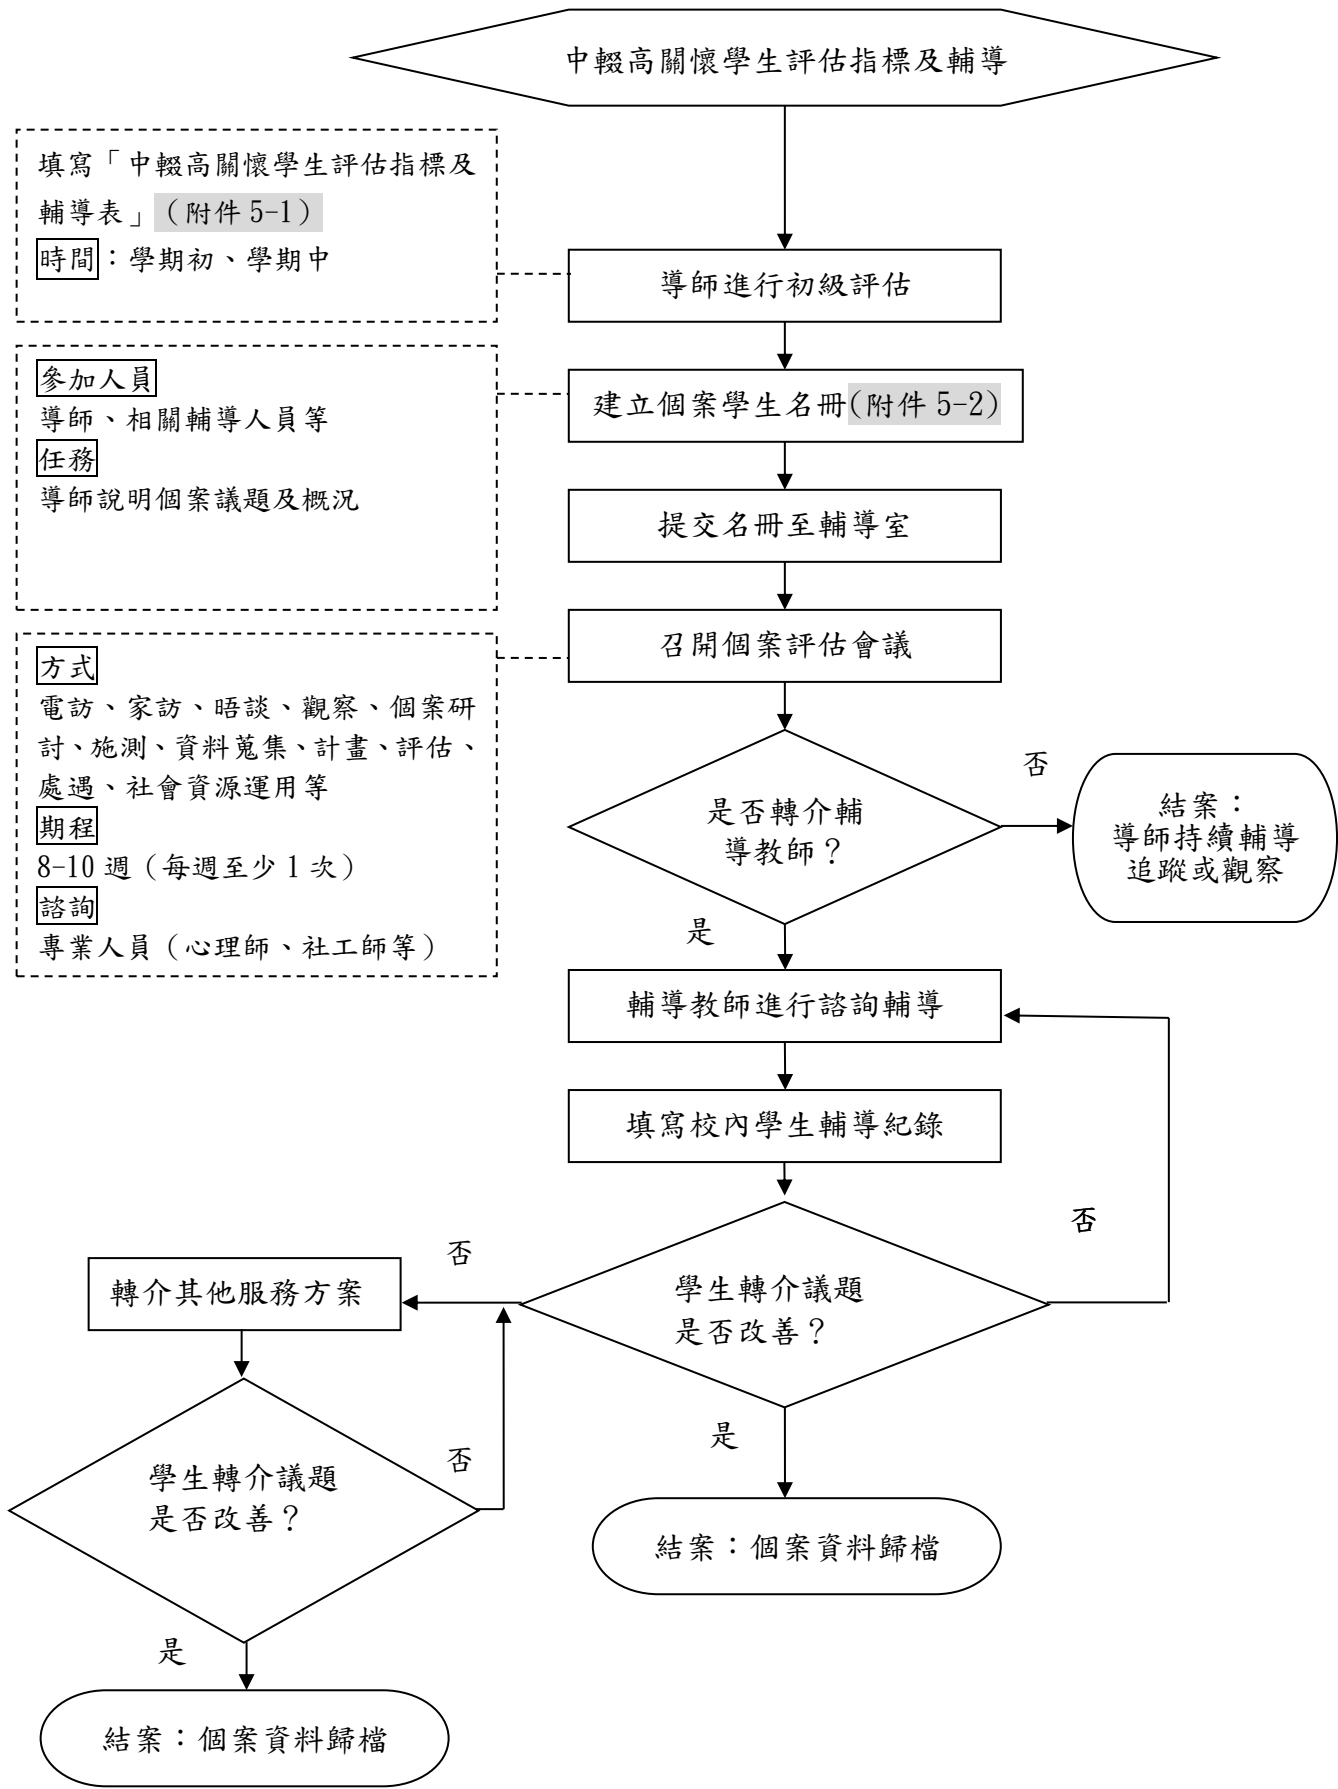 中輟高關懷學生評估指標及輔導
填寫「中輟高關懷學生評估指標及
輔導表」（附件 5-1）
時間：學期初、學期中
導師進行初級評估
參加人員
導師、相關輔導人員等
任務
導師說明個案議題及概況
建立個案學生名冊(附件 5-2)
提交名冊至輔導室
召開個案評估會議
方式
電訪、家訪、晤談、觀察、個案研
討、施測、資料蒐集、計畫、評估、
處遇、社會資源運用等
期程
8-10 週（每週至少 1 次）
諮詢
專業人員（心理師、社工師等）
是否轉介輔
導教師？
否
結案：
導師持續輔導
追蹤或觀察
是
輔導教師進行諮詢輔導
填寫校內學生輔導紀錄
否
學生轉介議題
是否改善？
否
轉介其他服務方案
是
結案：個案資料歸檔
學生轉介議題
是否改善？
否
是
結案：個案資料歸檔